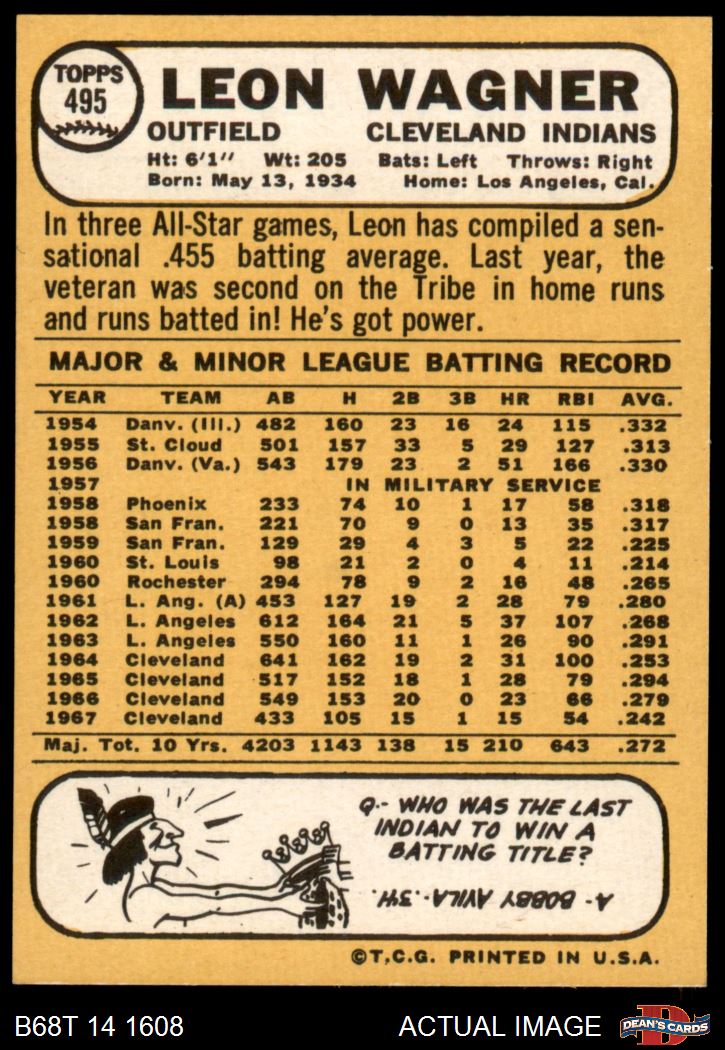 TOPPS
495
LEON WAGNER
OUTFIELD CLEVELAND INDIANS
Ht: 6'1" Wt: 205 Bats: Left Throws: Right
Born: May 13, 1934 Home: Los Angeles, Cal.
In three All-Star games, Leon has compiled a sen-
sational .455 batting average. Last year, the
veteran was second on the Tribe in home runs
and runs batted in! He's got power.
MAJOR & MINOR LEAGUE BATTING RECORD
YEAR TEAM AB H 2B 3B HR RBI AVG.
1954 Danv. (Ill.) 482 160 23 16 24 115 .332
1955 St. Cloud 501 157 33 5 29 127 .313
1956 Danv. (Va.) 543 179 23 2 51 166 .330
1957 IN MILITARY SERVICE
1958 Phoenix 233 74 10 1 17 58 .318
1958 San Fran. 221 70 9 0 13 35 .317
1959 San Fran. 129 29 4 3 5 22 .225
1960 St. Louis 98 21 2 0 4 11 .214
1960 Rochester 294 78 9 2 16 48 .265
1961 L. Ang. (A) 453 127 19 2 28 79 .280
1962 L. Angeles 612 164 21 5 37 107 .268
1963 L. Angeles 550 160 11 1 26 90 .291
1964 Cleveland 641 162 19 2 31 100 .253
1965 Cleveland 517 152 18 1 28 79 .294
1966 Cleveland 549 153 20 0 23 66 .279
1967 Cleveland 433 105 15 1 15 54 .242
Maj. Tot. 10 Yrs. 4203 1143 138 15 210 643 .272
Q-- WHO WAS THE LAST
INDIAN TO WIN A
BATTING TITLE?
A- BOBBY AVILA-.341.
©T.C.G. PRINTED IN U.S.A.
B68T 14 1608 ACTUAL IMAGE DEAN'S CARDS